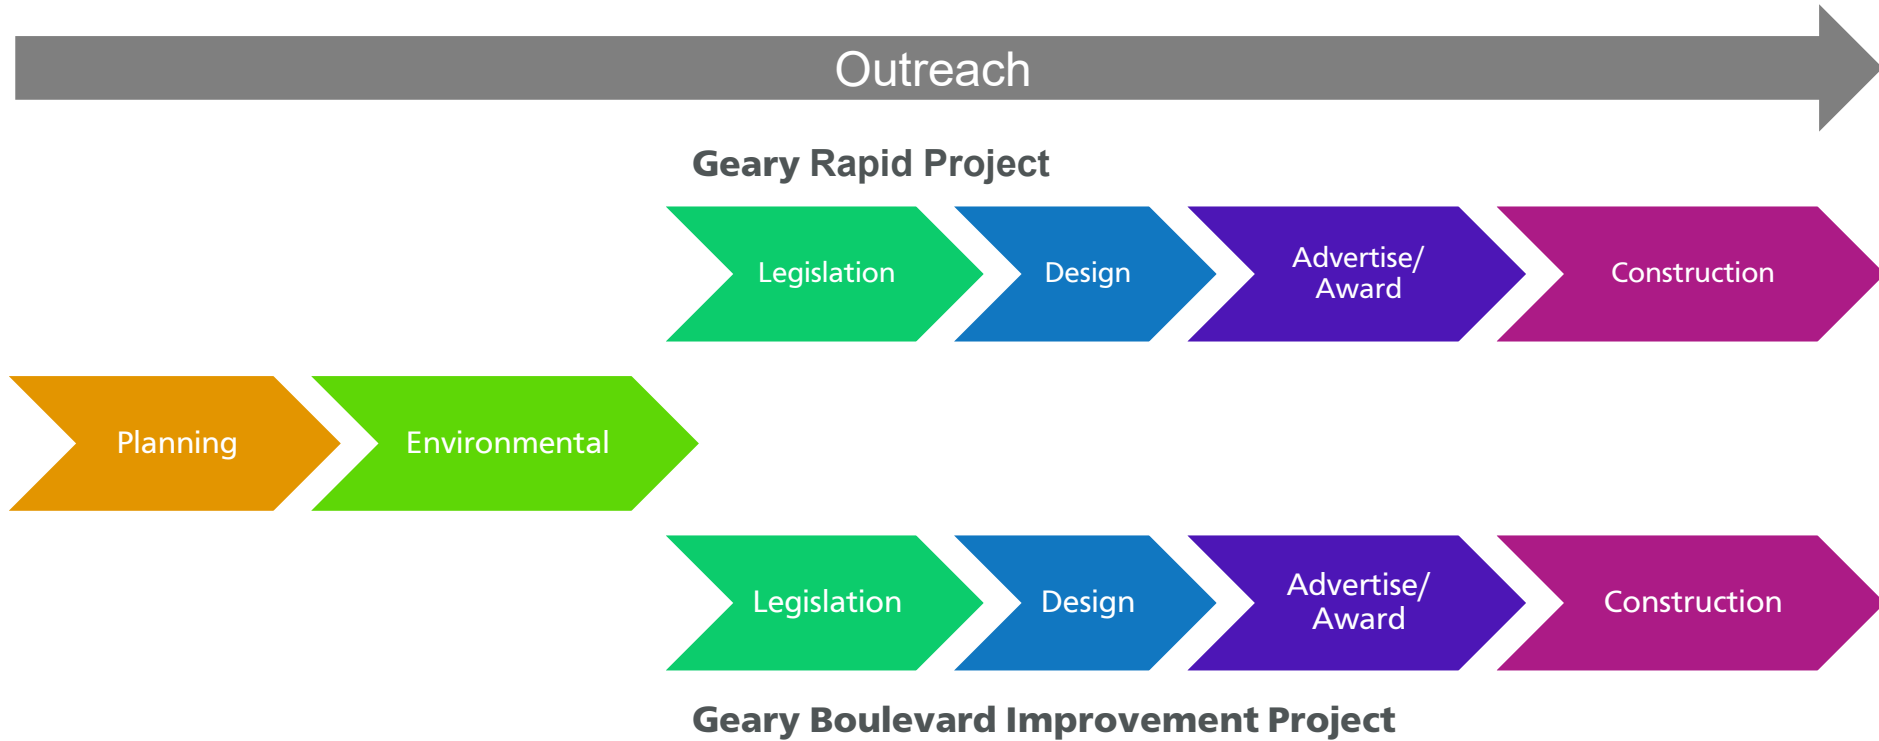 Outreach
Geary Rapid Project
Legislation
Design
Advertise/
Award
Construction
Planning
Environmental
Legislation
Design
Advertise/
Award
Construction
Geary Boulevard Improvement Project